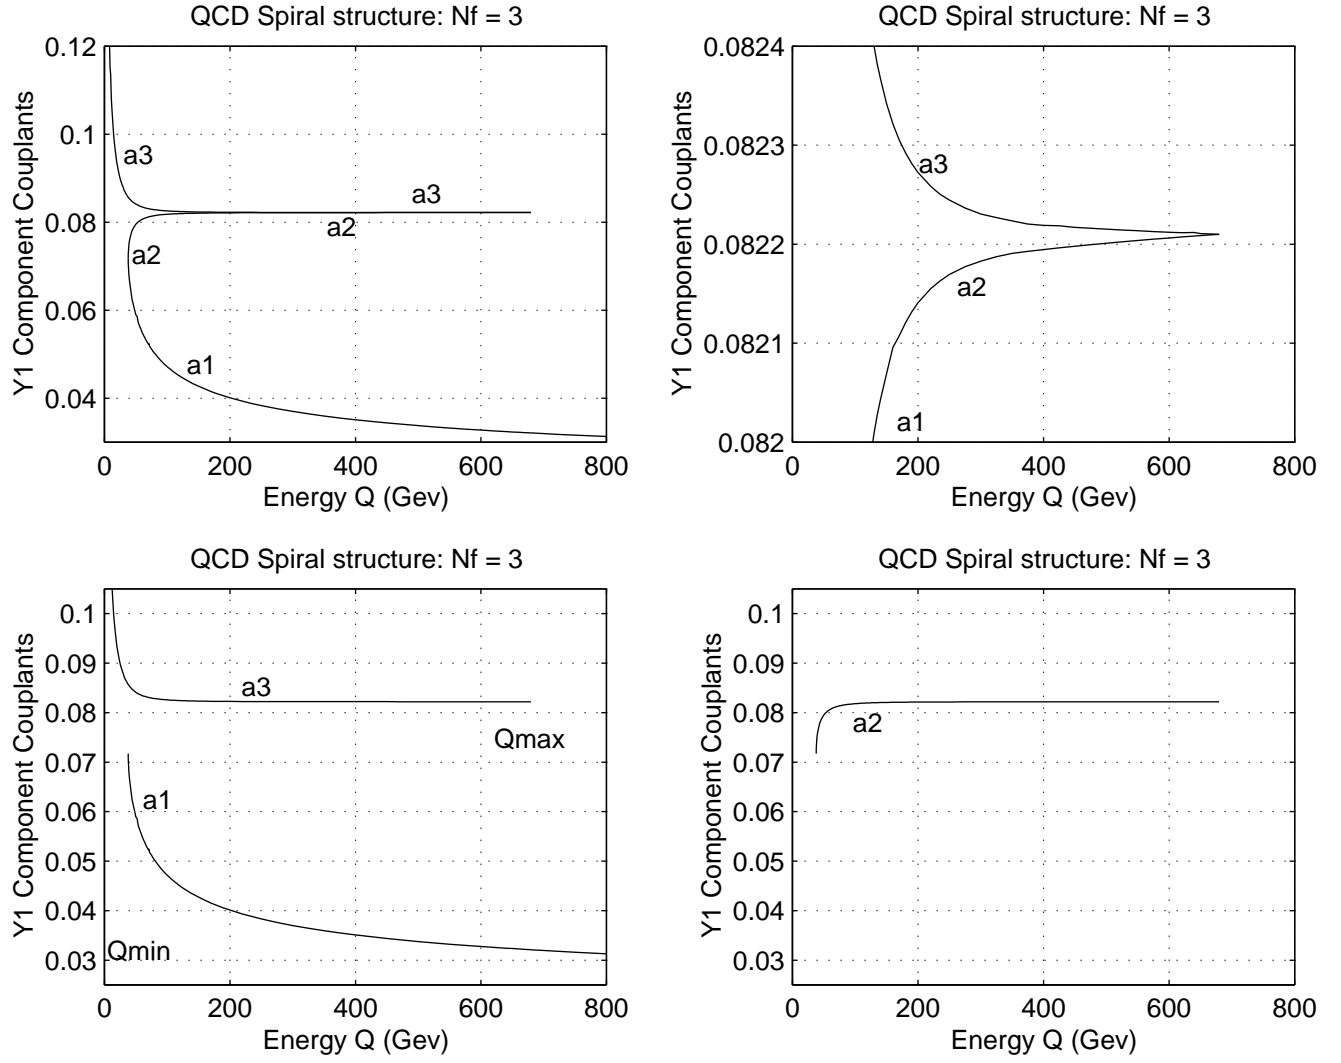 QCD Spiral structure: Nf = 3
Y1 Component Couplants
0.12
0.1
0.08
0.06
0.04
a3
a3
a2
a2
a1
0 200 400 600 800
Energy Q (Gev)
QCD Spiral structure: Nf = 3
Y1 Component Couplants
0.0824
0.0823
0.0822
0.0821
0.082
a3
a2
a1
0 200 400 600 800
Energy Q (Gev)
QCD Spiral structure: Nf = 3
Y1 Component Couplants
0.1
0.09
0.08
0.07
0.06
0.05
0.04
0.03
a3
Qmax
a1
Qmin
0 200 400 600 800
Energy Q (Gev)
QCD Spiral structure: Nf = 3
Y1 Component Couplants
0.1
0.09
0.08
0.07
0.06
0.05
0.04
0.03
a2
0 200 400 600 800
Energy Q (Gev)